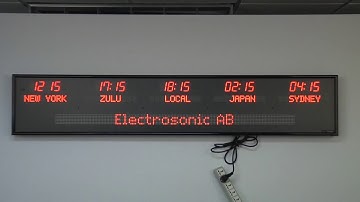 12:15 17:15 18:15 02:15 04:15
NEW YORK ZULU LOCAL JAPAN SYDNEY
Electrosonic AB